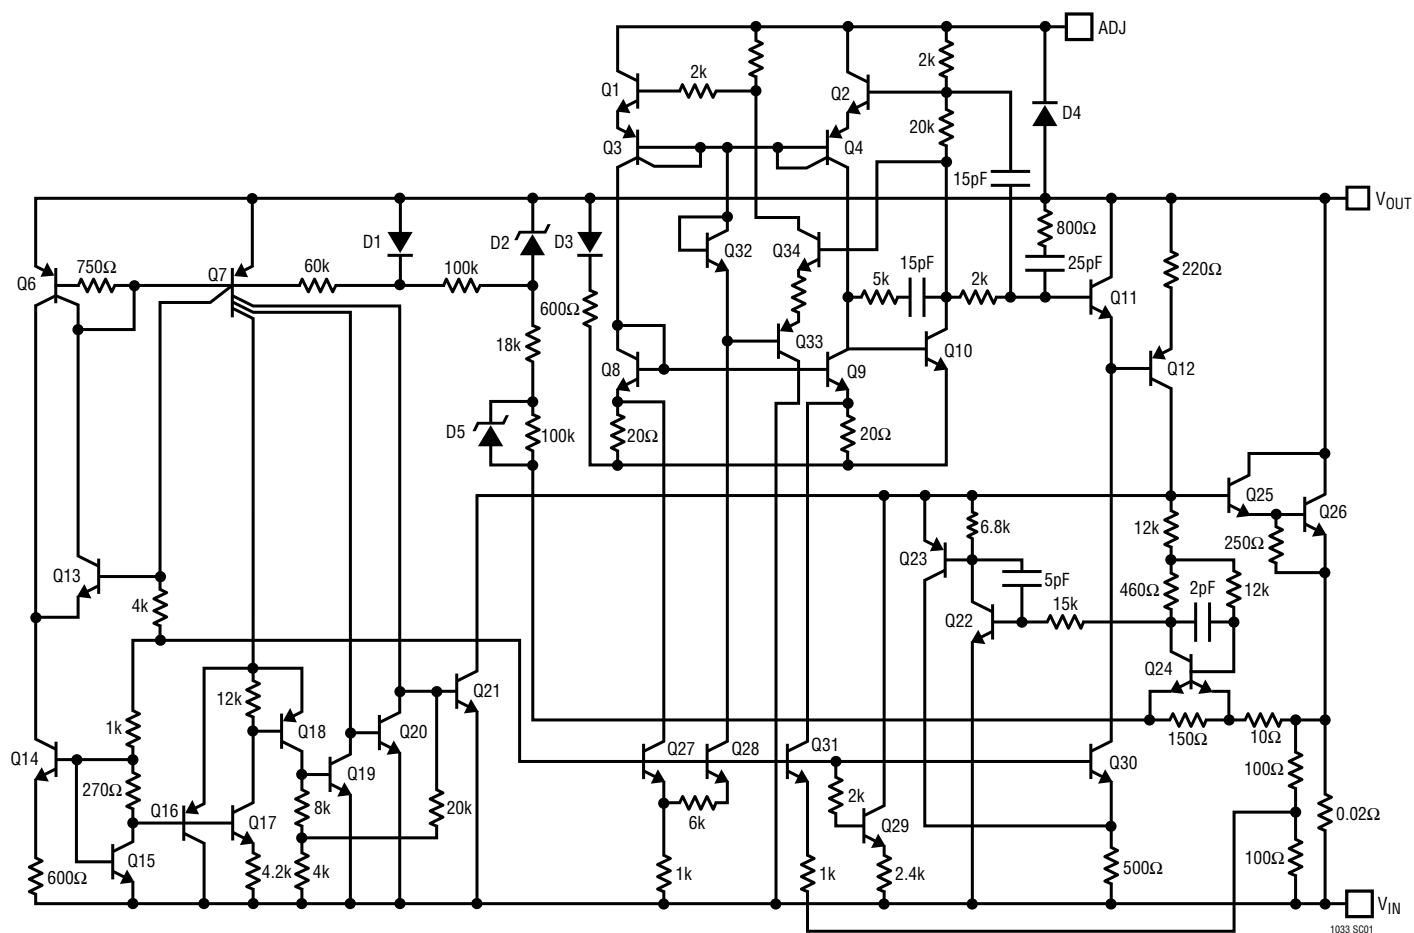 ADJ
2k
Q1
2k
Q2
D4
20k
Q3
Q4
15pF
VOUT
D1
D2
D3
Q32
Q34
800Ω
Q6
750Ω
Q7
60k
100k
5k
15pF
2k
25pF
220Ω
600Ω
Q11
18k
Q33
Q10
Q8
Q9
Q12
D5
100k
20Ω
20Ω
Q25
Q26
6.8k
12k
250Ω
Q23
Q13
4k
5pF
460Ω
2pF
12k
15k
Q22
Q24
12k
Q21
1k
Q18
Q20
150Ω
10Ω
Q14
Q27
Q28
Q31
Q30
270Ω
Q19
100Ω
Q16
8k
20k
2k
6k
Q17
Q29
0.02Ω
Q15
600Ω
4.2k
4k
1k
1k
2.4k
500Ω
100Ω
VIN
1033 SC01